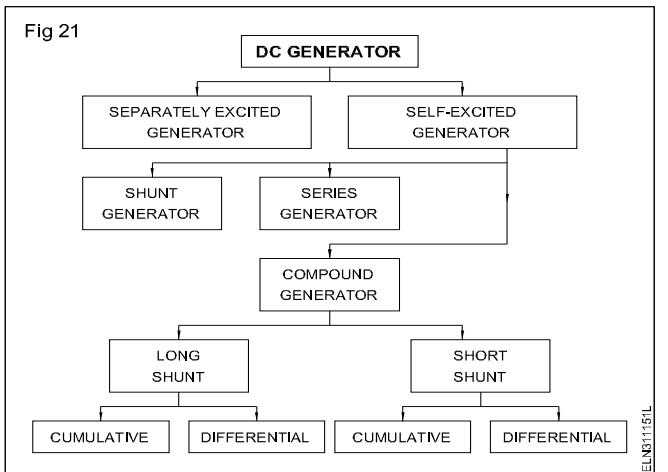 Fig 21
DC GENERATOR
SEPARATELY EXCITED
GENERATOR
SELF-EXCITED
GENERATOR
SHUNT
GENERATOR
SERIES
GENERATOR
COMPOUND
GENERATOR
LONG
SHUNT
SHORT
SHUNT
CUMULATIVE
DIFFERENTIAL
CUMULATIVE
DIFFERENTIAL
ELN311151L